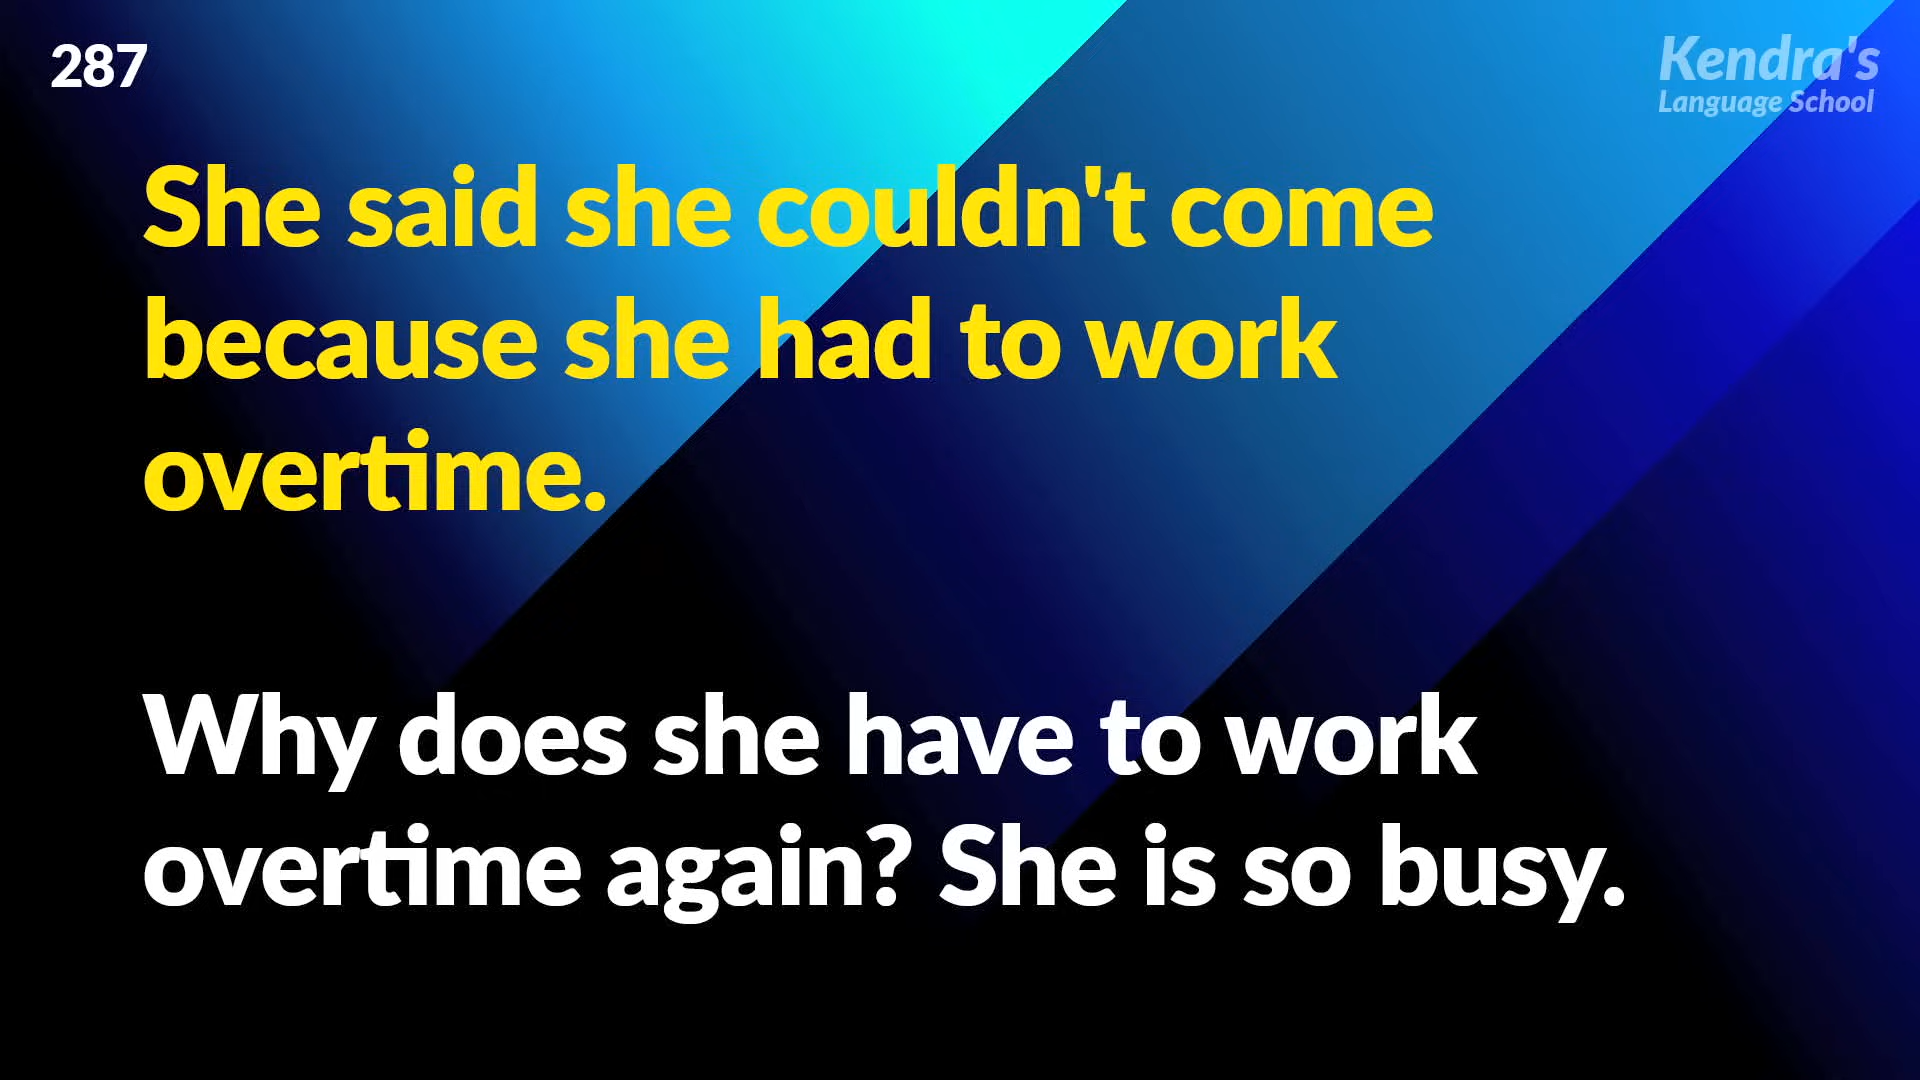 287
Kendra's
Language School
She said she couldn't come
because she had to work
overtime.
Why does she have to work
overtime again? She is so busy.